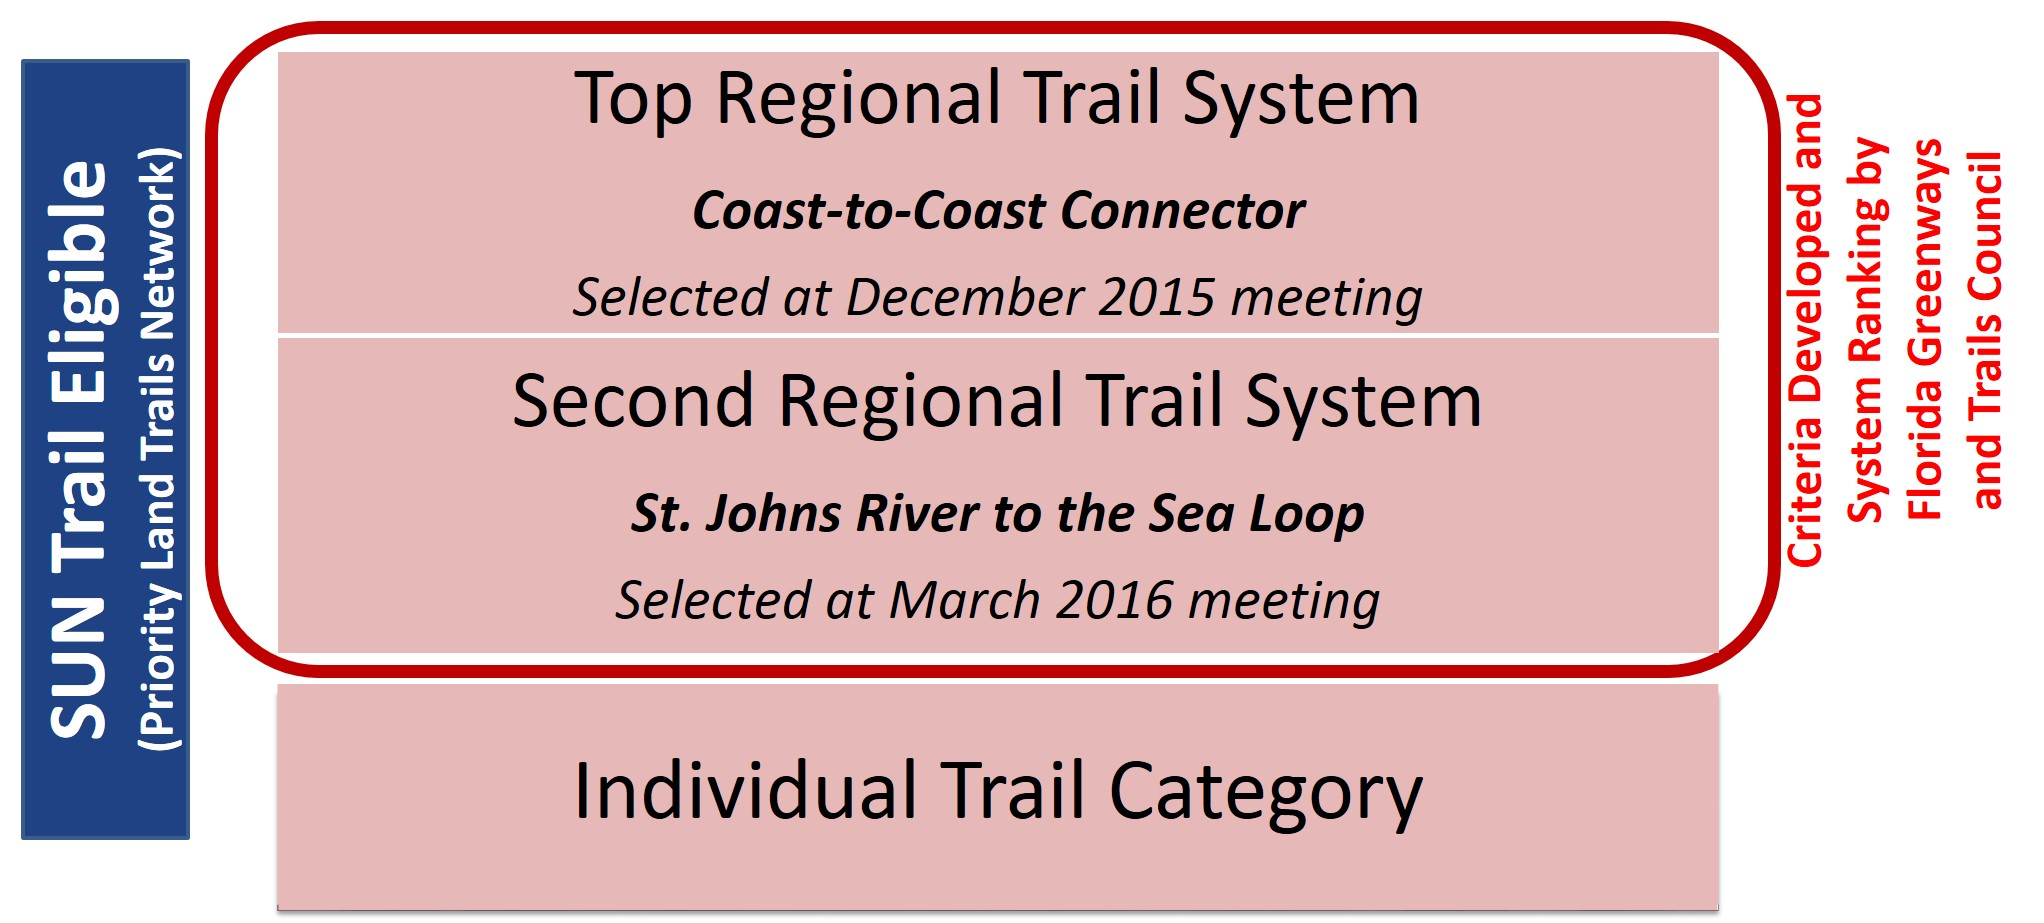 SUN Trail Eligible
(Priority Land Trails Network)
Top Regional Trail System
Coast-to-Coast Connector
Selected at December 2015 meeting
Second Regional Trail System
St. Johns River to the Sea Loop
Selected at March 2016 meeting
Individual Trail Category
Criteria Developed and
System Ranking by
Florida Greenways
and Trails Council